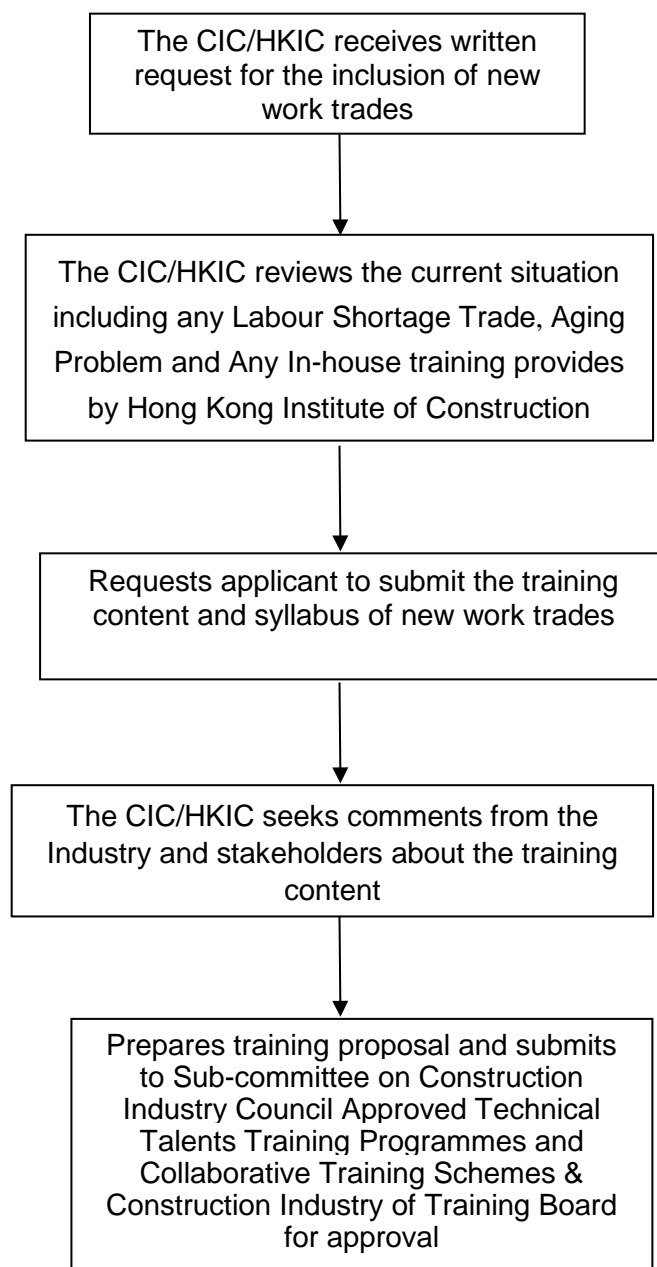 The CIC/HKIC receives written
request for the inclusion of new
work trades
The CIC/HKIC reviews the current situation
including any Labour Shortage Trade, Aging
Problem and Any In-house training provides
by Hong Kong Institute of Construction
Requests applicant to submit the training
content and syllabus of new work trades
The CIC/HKIC seeks comments from the
Industry and stakeholders about the training
content
Prepares training proposal and submits
to Sub-committee on Construction
Industry Council Approved Technical
Talents Training Programmes and
Collaborative Training Schemes &
Construction Industry of Training Board
for approval